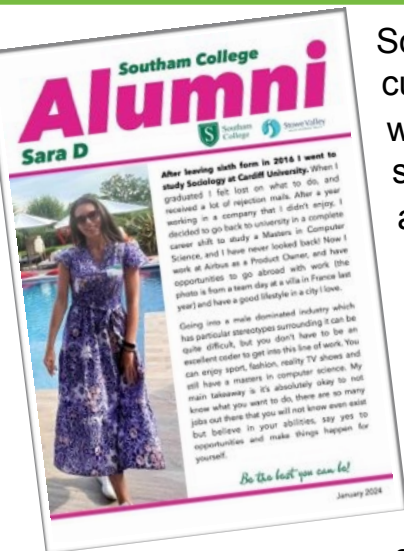 Southam College
Alumni
Sara D
Southam
College
Stowe Valley
After leaving sixth form in 2016 I went to
study Sociology at Cardiff University. When I
graduated I felt lost on what to do, and
received a lot of rejection mails. After a year
working in a company that I didn't enjoy, I
decided to go back to university in a complete
career shift to study a Masters in Computer
Science, and I have never looked back! Now I
work at Airbus as a Product Owner, and have
opportunities to go abroad with work (the
photo is from a team day at a villa in France last
year) and have a good lifestyle in a city I love.
Going into a male dominated industry which
has particular stereotypes surrounding it can be
quite difficult, but you don't have to be an
excellent coder to get into this line of work. You
can enjoy sport, fashion, reality TV shows and
still have a masters in computer science. My
main takeaway is it's absolutely okay to not
know what you want to do, there are so many
jobs out there that you will not know even exist
but believe in your abilities, say yes to
opportunities and make things happen for
yourself.
Be the best you can be!
January 2024